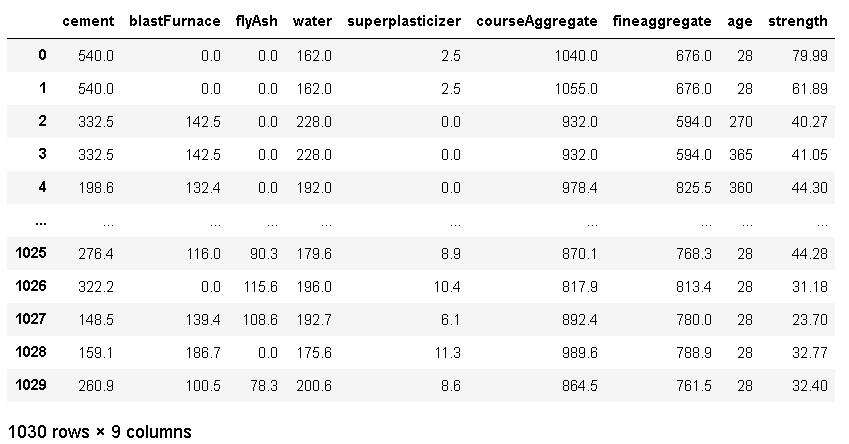 cement blastFurnace flyAsh water superplasticizer courseAggregate fineaggregate age strength
0 540.0 0.0 0.0 162.0 2.5 1040.0 676.0 28 79.99
1 540.0 0.0 0.0 162.0 2.5 1055.0 676.0 28 61.89
2 332.5 142.5 0.0 228.0 0.0 932.0 594.0 270 40.27
3 332.5 142.5 0.0 228.0 0.0 932.0 594.0 365 41.05
4 198.6 132.4 0.0 192.0 0.0 978.4 825.5 360 44.30
... ... ... ... ... ... ... ... ... ...
1025 276.4 116.0 90.3 179.6 8.9 870.1 768.3 28 44.28
1026 322.2 0.0 115.6 196.0 10.4 817.9 813.4 28 31.18
1027 148.5 139.4 108.6 192.7 6.1 892.4 780.0 28 23.70
1028 159.1 186.7 0.0 175.6 11.3 989.6 788.9 28 32.77
1029 260.9 100.5 78.3 200.6 8.6 864.5 761.5 28 32.40
1030 rows × 9 columns